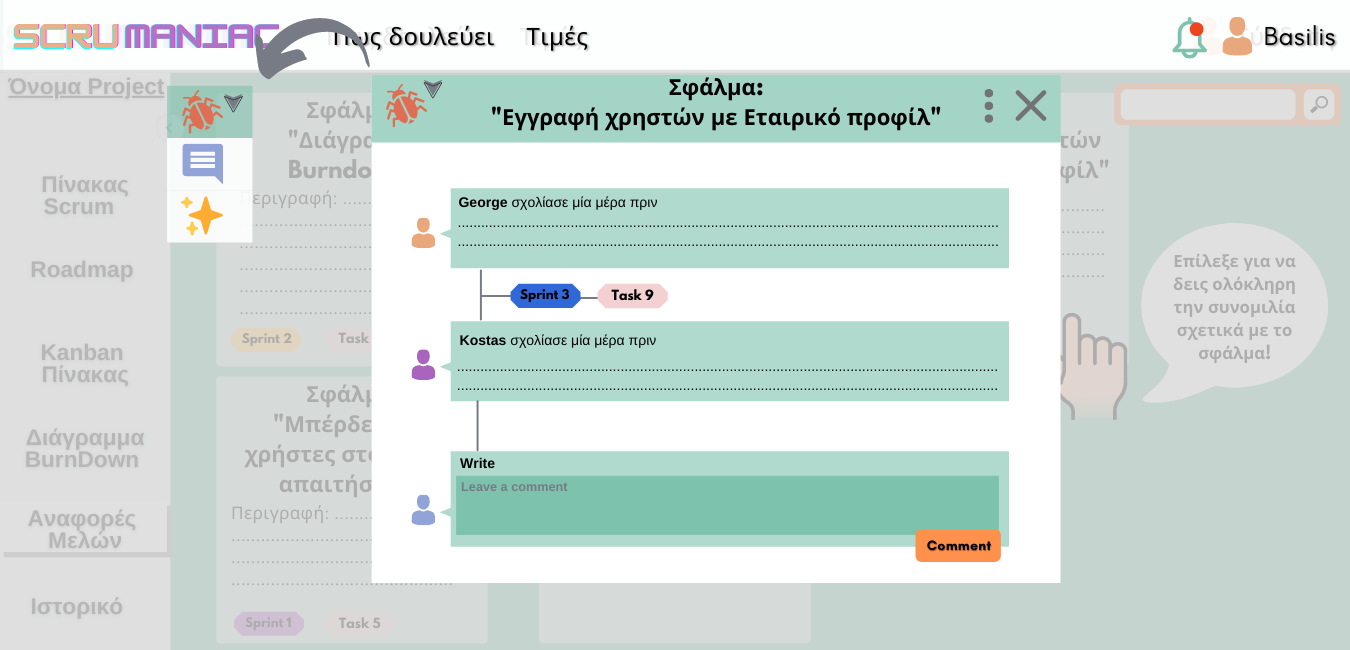 SCRUMANIAC
Πως δουλεύει
Τιμές
Basilis
Όνομα Project
Πίνακας
Scrum
Roadmap
Kanban
Πίνακας
Διάγραμμα
BurnDown
Αναφορές
Μελών
Ιστορικό
Σφάλμ
"Διάγρα
Burndo
Περιγραφή: ......
Sprint 2
Task
Σφάλμ
"Μπέρδε
χρήστες στ
απαιτήσ
Περιγραφή: ......
Sprint 1
Task 5
Σφάλμα:
"Εγγραφή χρηστών με Εταιρικό προφίλ"
George σχολίασε μία μέρα πριν
Sprint 3
Task 9
Kostas σχολίασε μία μέρα πριν
Write
Leave a comment
Comment
τών
φίλ"
Επίλεξε για να
δεις ολόκληρη
την συνομιλία
σχετικά με το
σφάλμα!